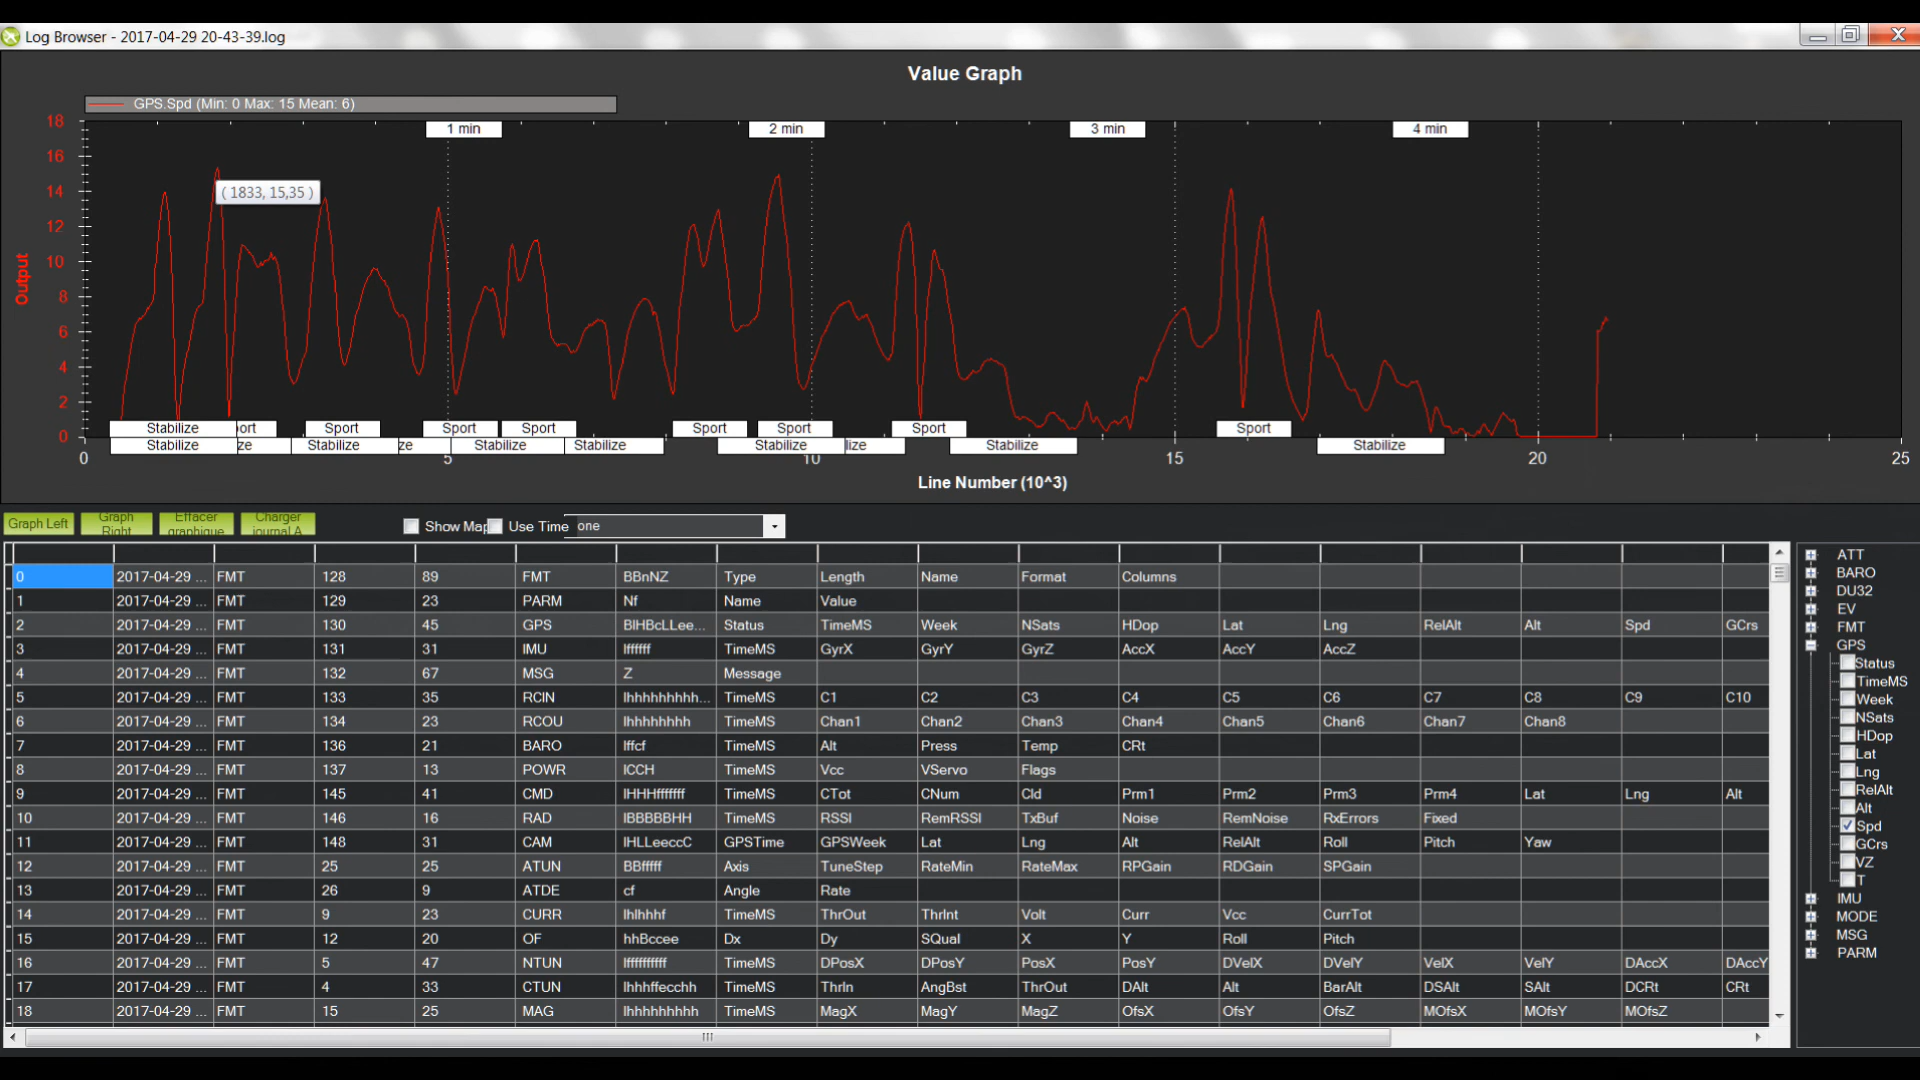 Log Browser - 2017-04-29 20-43-39.log
Value Graph
GPS.Spd (Min: 0 Max: 15 Mean: 6)
18
16
14
12
10
8
6
4
2
0
Output
1 min 2 min 3 min 4 min
( 1833, 15,35 )
Stabilize ort Sport Sport Sport Sport Sport Sport Sport
Stabilize ze Stabilize ze Stabilize Stabilize Stabilize lize Stabilize Stabilize
0 5 10 15 20 25
Line Number (10^3)
Graph Left Graph Right Effacer graphique Charger journal A Show Map Use Time one
0 2017-04-29 ... FMT 128 89 FMT BBnNZ Type Length Name Format Columns
1 2017-04-29 ... FMT 129 23 PARM Nf Name Value
2 2017-04-29 ... FMT 130 45 GPS BIHBcLLee... Status TimeMS Week NSats HDop Lat Lng RelAlt Alt Spd GCrs
3 2017-04-29 ... FMT 131 31 IMU Iffffff TimeMS GyrX GyrY GyrZ AccX AccY AccZ
4 2017-04-29 ... FMT 132 67 MSG Z Message
5 2017-04-29 ... FMT 133 35 RCIN Ihhhhhhhhh... TimeMS C1 C2 C3 C4 C5 C6 C7 C8 C9 C10
6 2017-04-29 ... FMT 134 23 RCOU Ihhhhhhhh TimeMS Chan1 Chan2 Chan3 Chan4 Chan5 Chan6 Chan7 Chan8
7 2017-04-29 ... FMT 136 21 BARO Iffcf TimeMS Alt Press Temp CRt
8 2017-04-29 ... FMT 137 13 POWR ICCH TimeMS Vcc VServo Flags
9 2017-04-29 ... FMT 145 41 CMD IHHHfffffff TimeMS CTot CNum CId Prm1 Prm2 Prm3 Prm4 Lat Lng Alt
10 2017-04-29 ... FMT 146 16 RAD IBBBBBHH TimeMS RSSI RemRSSI TxBuf Noise RemNoise RxErrors Fixed
11 2017-04-29 ... FMT 148 31 CAM IHLLeeccC GPSTime GPSWeek Lat Lng Alt RelAlt Roll Pitch Yaw
12 2017-04-29 ... FMT 25 25 ATUN BBfffff Axis TuneStep RateMin RateMax RPGain RDGain SPGain
13 2017-04-29 ... FMT 26 9 ATDE cf Angle Rate
14 2017-04-29 ... FMT 9 23 CURR IhIhhhf TimeMS ThrOut ThrInt Volt Curr Vcc CurrTot
15 2017-04-29 ... FMT 12 20 OF hhBccee Dx Dy SQual X Y Roll Pitch
16 2017-04-29 ... FMT 5 47 NTUN Iffffffffff TimeMS DPosX DPosY PosX PosY DVelX DVelY VelX VelY DAccX DAccY
17 2017-04-29 ... FMT 4 33 CTUN Ihhhffecchh TimeMS ThrIn AngBst ThrOut DAlt Alt BarAlt DSAlt SAlt DCRt CRt
18 2017-04-29 ... FMT 15 25 MAG Ihhhhhhhhh TimeMS MagX MagY MagZ OfsX OfsY OfsZ MOfsX MOfsY MOfsZ
ATT
BARO
DU32
EV
FMT
GPS
Status
TimeMS
Week
NSats
HDop
Lat
Lng
RelAlt
Alt
Spd
GCrs
VZ
T
IMU
MODE
MSG
PARM